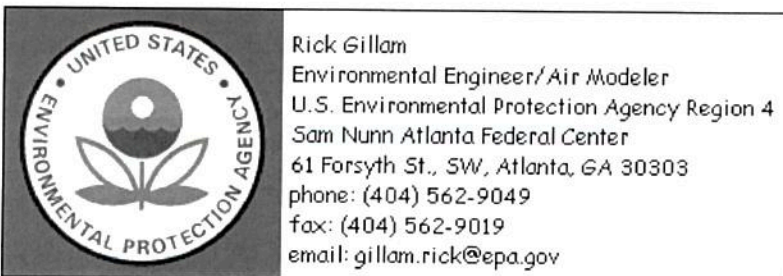 UNITED STATES
ENVIRONMENTAL PROTECTION AGENCY
Rick Gillam
Environmental Engineer/Air Modeler
U.S. Environmental Protection Agency Region 4
Sam Nunn Atlanta Federal Center
61 Forsyth St., SW, Atlanta, GA 30303
phone: (404) 562-9049
fax: (404) 562-9019
email: gillam.rick@epa.gov